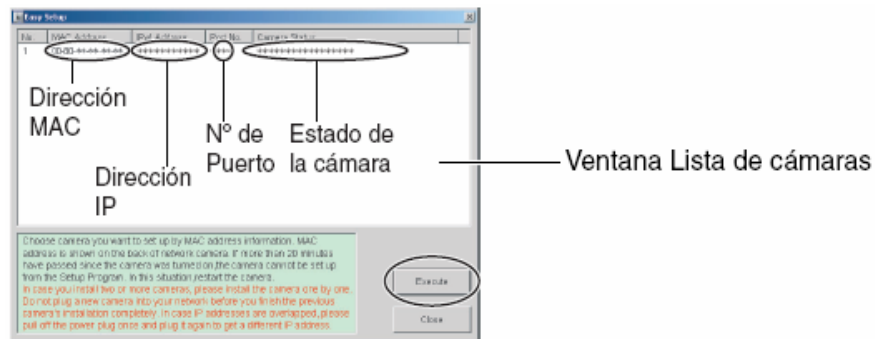 Easy Setup
No. MAC Address IPv4 Address Port No. Camera Status
1 00-00-**-**-**-** *********** *** *****************
Dirección
MAC
Dirección
IP
Nº de
Puerto
Estado de
la cámara
Ventana Lista de cámaras
Choose camera you want to set up by MAC address information. MAC
address is shown on the back of network camera. If more than 20 minutes
have passed since the camera was turned on,the camera cannot be set up
from the Setup Program. In this situation,restart the camera.
In case you install two or more cameras, please install the camera one by one.
Do not plug a new camera into your network before you finish the previous
camera's installation completely. In case IP addresses are overlapped, please
pull off the power plug once and plug it again to get a different IP address.
Execute
Close